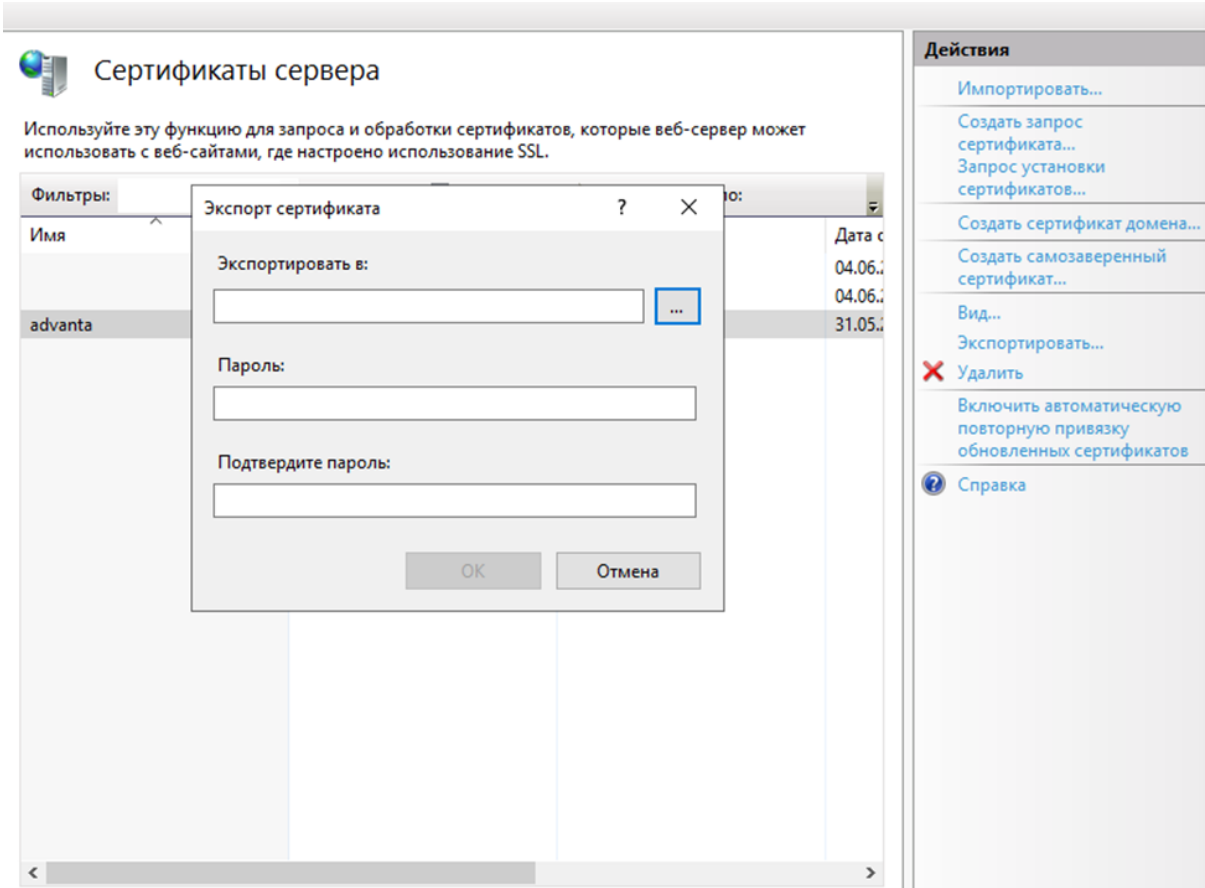 Сертификаты сервера
Используйте эту функцию для запроса и обработки сертификатов, которые веб-сервер может
использовать с веб-сайтами, где настроено использование SSL.
Фильтры:
Имя
Дата
04.06.
04.06.
advanta
31.05.
Экспорт сертификата
?
Экспортировать в:
...
Пароль:
Подтвердите пароль:
OK
Отмена
Действия
Импортировать...
Создать запрос
сертификата...
Запрос установки
сертификатов...
Создать сертификат домена...
Создать самозаверенный
сертификат...
Вид...
Экспортировать...
Удалить
Включить автоматическую
повторную привязку
обновленных сертификатов
Справка